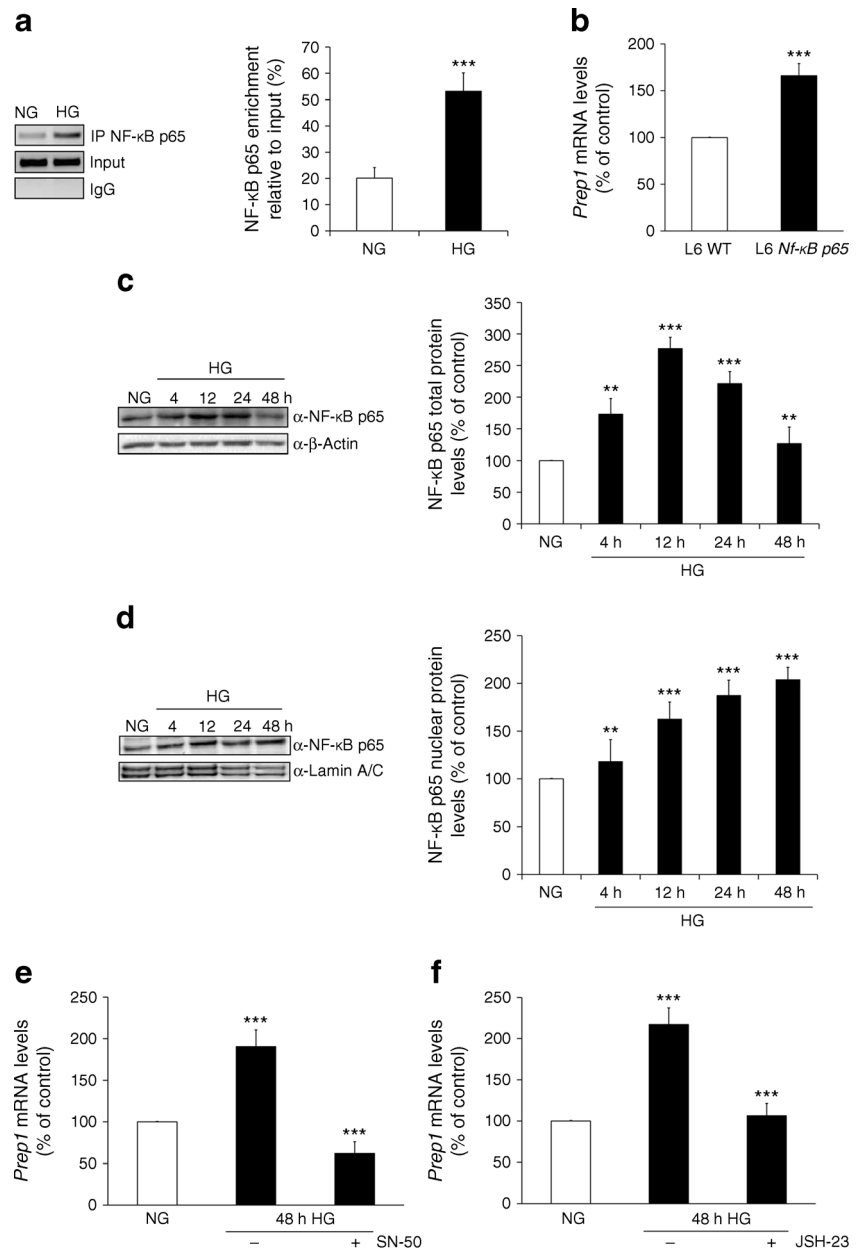 a
NG HG
IP NF-κB p65
Input
IgG
NF-κB p65 enrichment
relative to input (%)
70
60
50
40
30
20
10
0
***
NG HG
b
Prep1 mRNA levels
(% of control)
200
150
100
50
0
***
L6 WT L6 Nf-κB p65
c
HG
NG 4 12 24 48 h
α-NF-κB p65
α-β-Actin
NF-κB p65 total protein
levels (% of control)
350
300
250
200
150
100
50
0
** *** *** **
NG 4 h 12 h 24 h 48 h
HG
d
HG
NG 4 12 24 48 h
α-NF-κB p65
α-Lamin A/C
NF-κB p65 nuclear protein
levels (% of control)
250
200
150
100
50
0
** *** *** ***
NG 4 h 12 h 24 h 48 h
HG
e
Prep1 mRNA levels
(% of control)
250
200
150
100
50
0
*** ***
NG 48 h HG
– + SN-50
f
Prep1 mRNA levels
(% of control)
250
200
150
100
50
0
*** ***
NG 48 h HG
– + JSH-23